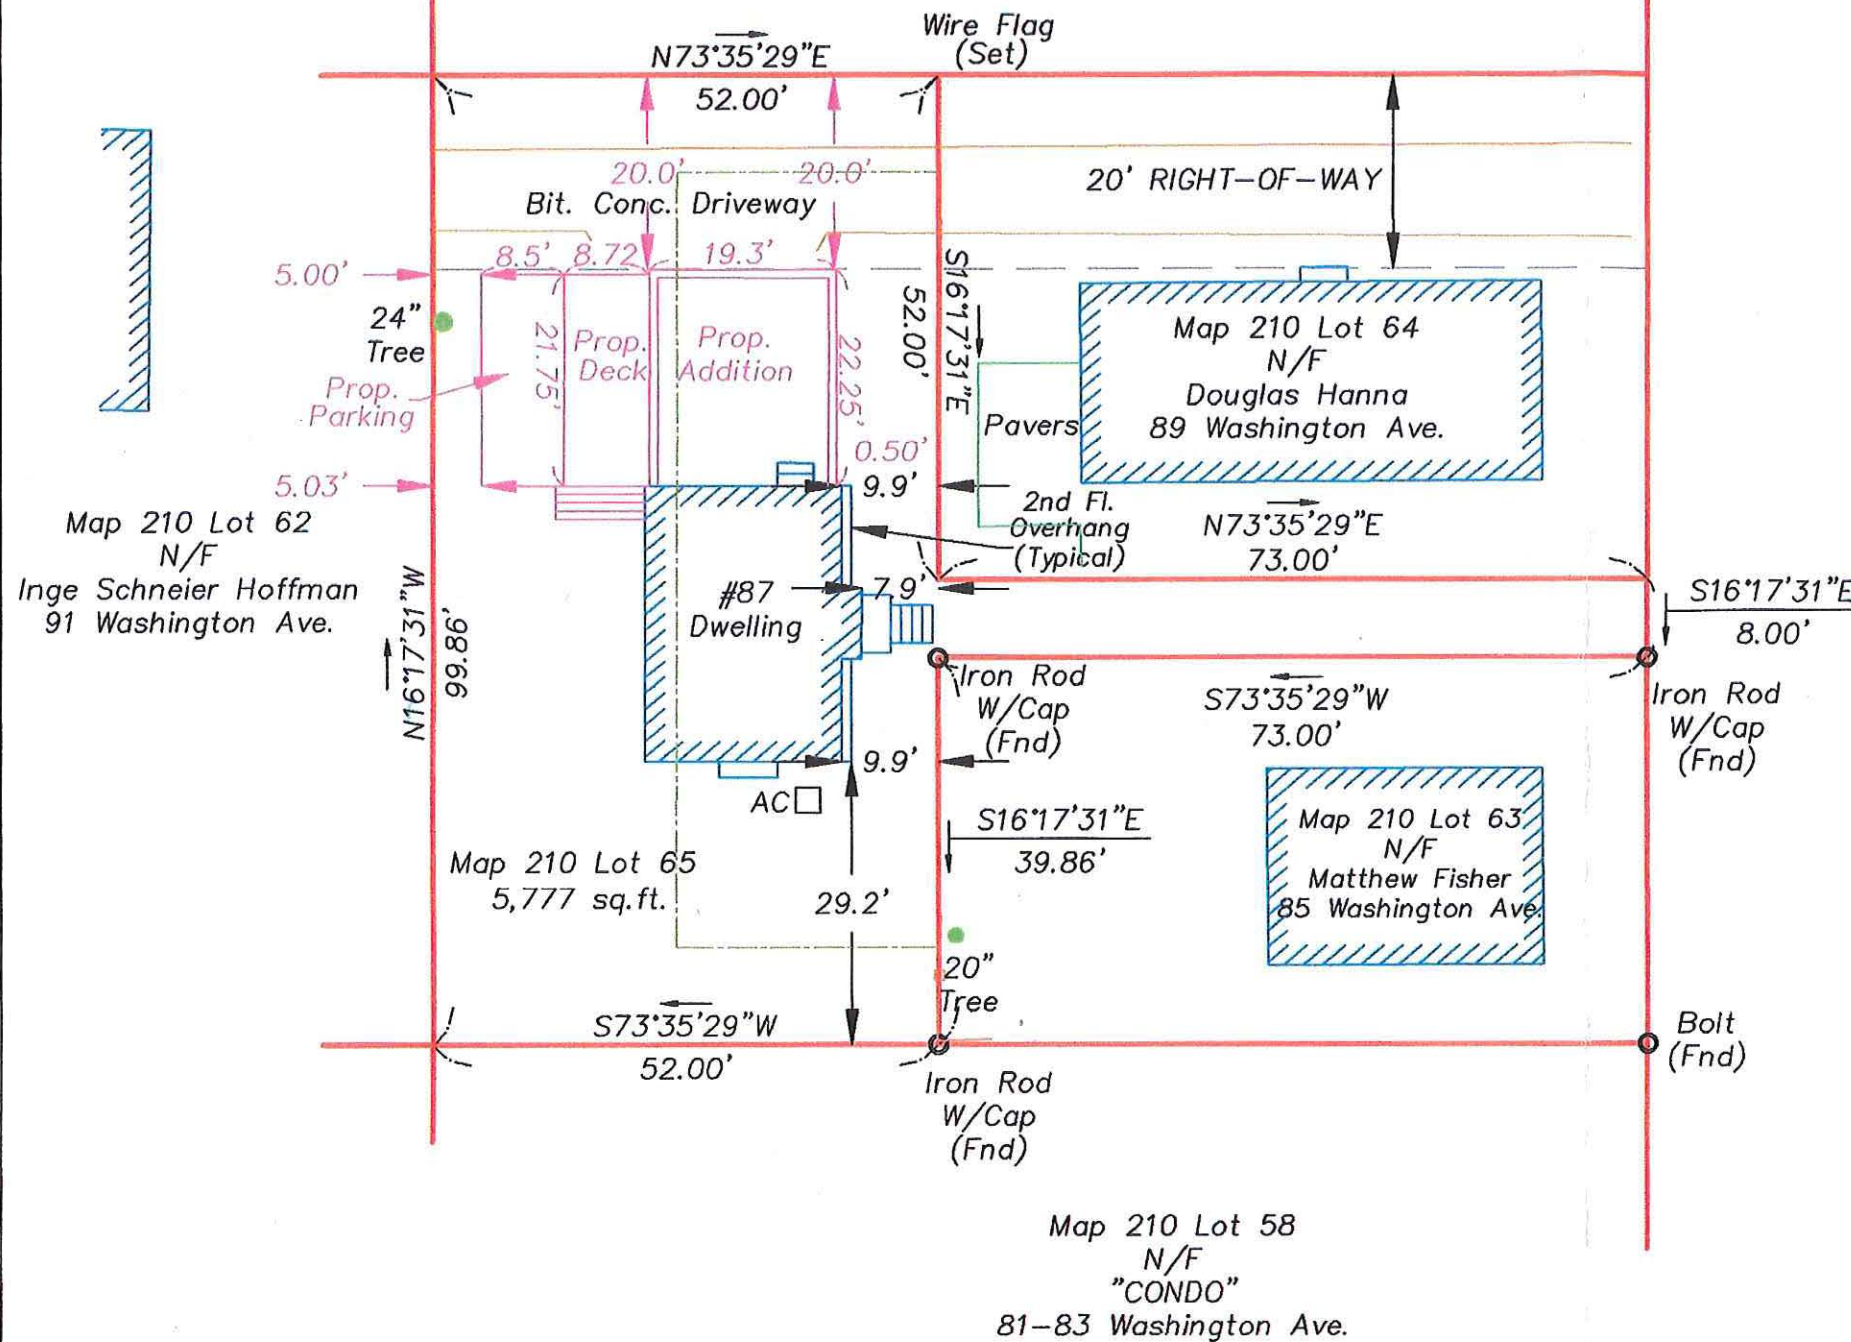 Wire Flag
(Set)
N73°35'29"E
52.00'
20.0'
20.0'
20' RIGHT-OF-WAY
Bit. Conc. Driveway
8.5'
8.72
19.3'
5.00'
24"
Tree
Prop.
Parking
21.75'
Prop.
Deck
Prop.
Addition
22.25'
0.50'
S16°17'31"E
52.00'
Map 210 Lot 64
N/F
Douglas Hanna
89 Washington Ave.
Pavers
5.03'
9.9'
2nd Fl.
Overhang
(Typical)
N73°35'29"E
73.00'
Map 210 Lot 62
N/F
Inge Schneier Hoffman
91 Washington Ave.
N16°17'31"W
99.86'
#87
Dwelling
7.9'
S16°17'31"E
8.00'
Iron Rod
W/Cap
(Fnd)
S73°35'29"W
73.00'
Iron Rod
W/Cap
(Fnd)
9.9'
AC
S16°17'31"E
39.86'
Map 210 Lot 63
N/F
Matthew Fisher
85 Washington Ave.
Map 210 Lot 65
5,777 sq.ft.
29.2'
20"
Tree
S73°35'29"W
52.00'
Bolt
(Fnd)
Iron Rod
W/Cap
(Fnd)
Map 210 Lot 58
N/F
"CONDO"
81-83 Washington Ave.